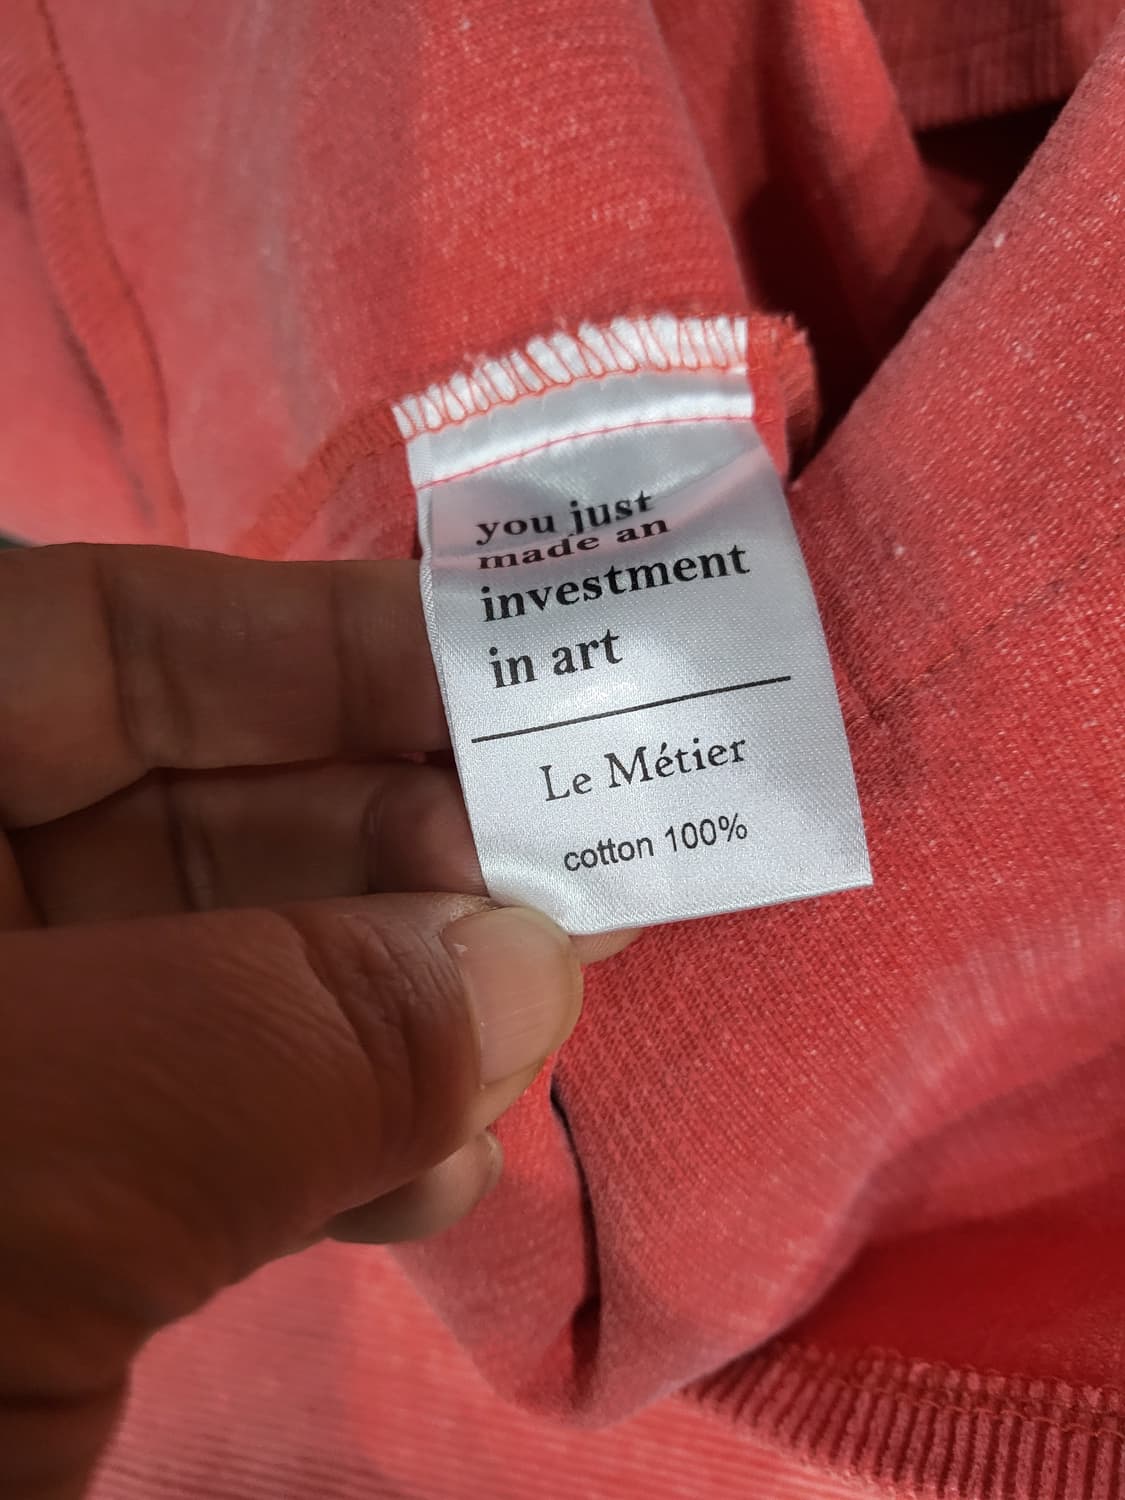 you just
made an
investment
in art
Le Métier
cotton 100%